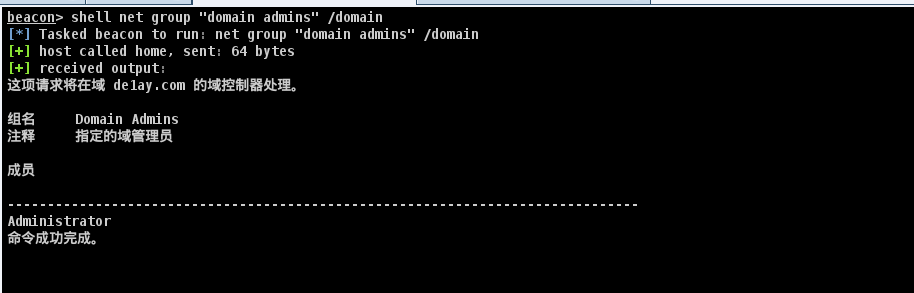 beacon> shell net group "domain admins" /domain
[*] Tasked beacon to run: net group "domain admins" /domain
[+] host called home, sent: 64 bytes
[+] received output:
这项请求将在域 de1ay.com 的域控制器处理。
组名     Domain Admins
注释     指定的域管理员
成员
-------------------------------------------------------------------------------
Administrator
命令成功完成。